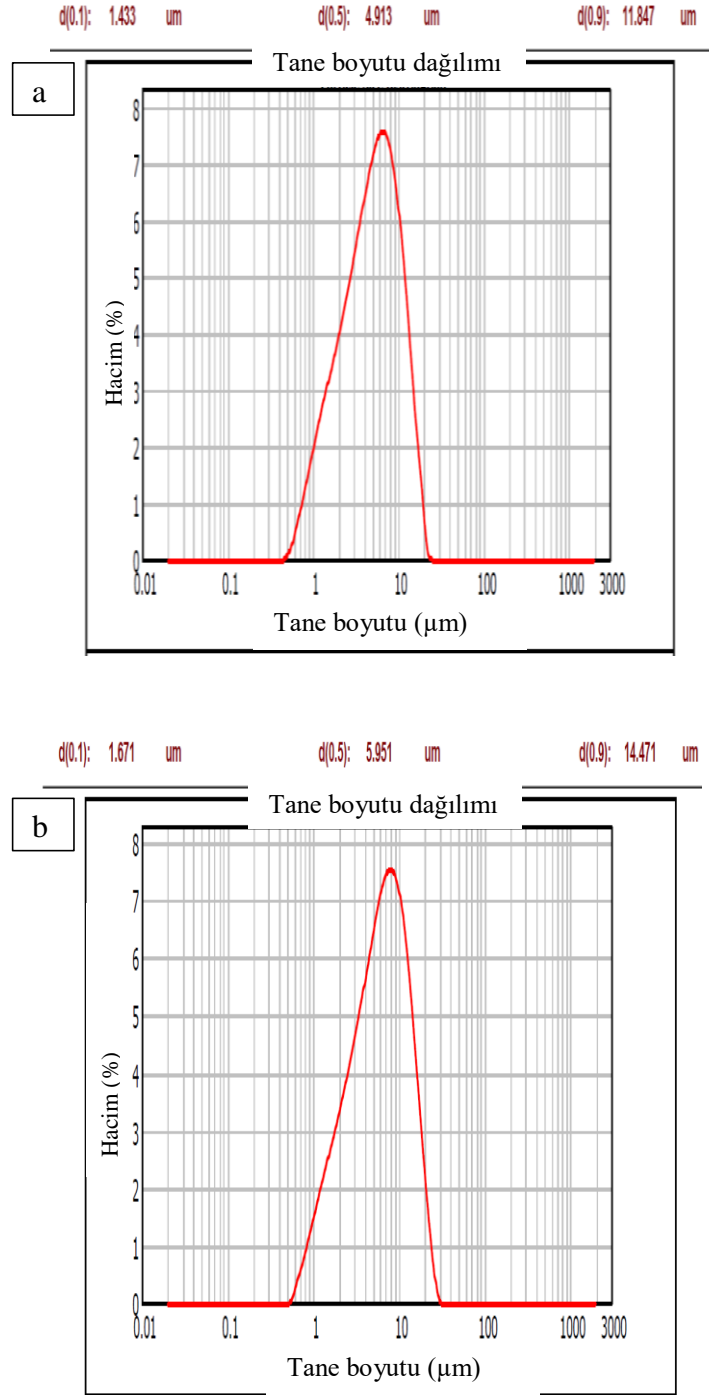 d(0.1): 1.433 um d(0.5): 4.913 um d(0.9): 11.847 um
a
Tane boyutu dağılımı
8
7
6
5
4
3
2
1
0
Hacim (%)
0.01 0.1 1 10 100 1000 3000
Tane boyutu (µm)
d(0.1): 1.671 um d(0.5): 5.951 um d(0.9): 14.471 um
b
Tane boyutu dağılımı
8
7
6
5
4
3
2
1
0
Hacim (%)
0.01 0.1 1 10 100 1000 3000
Tane boyutu (µm)